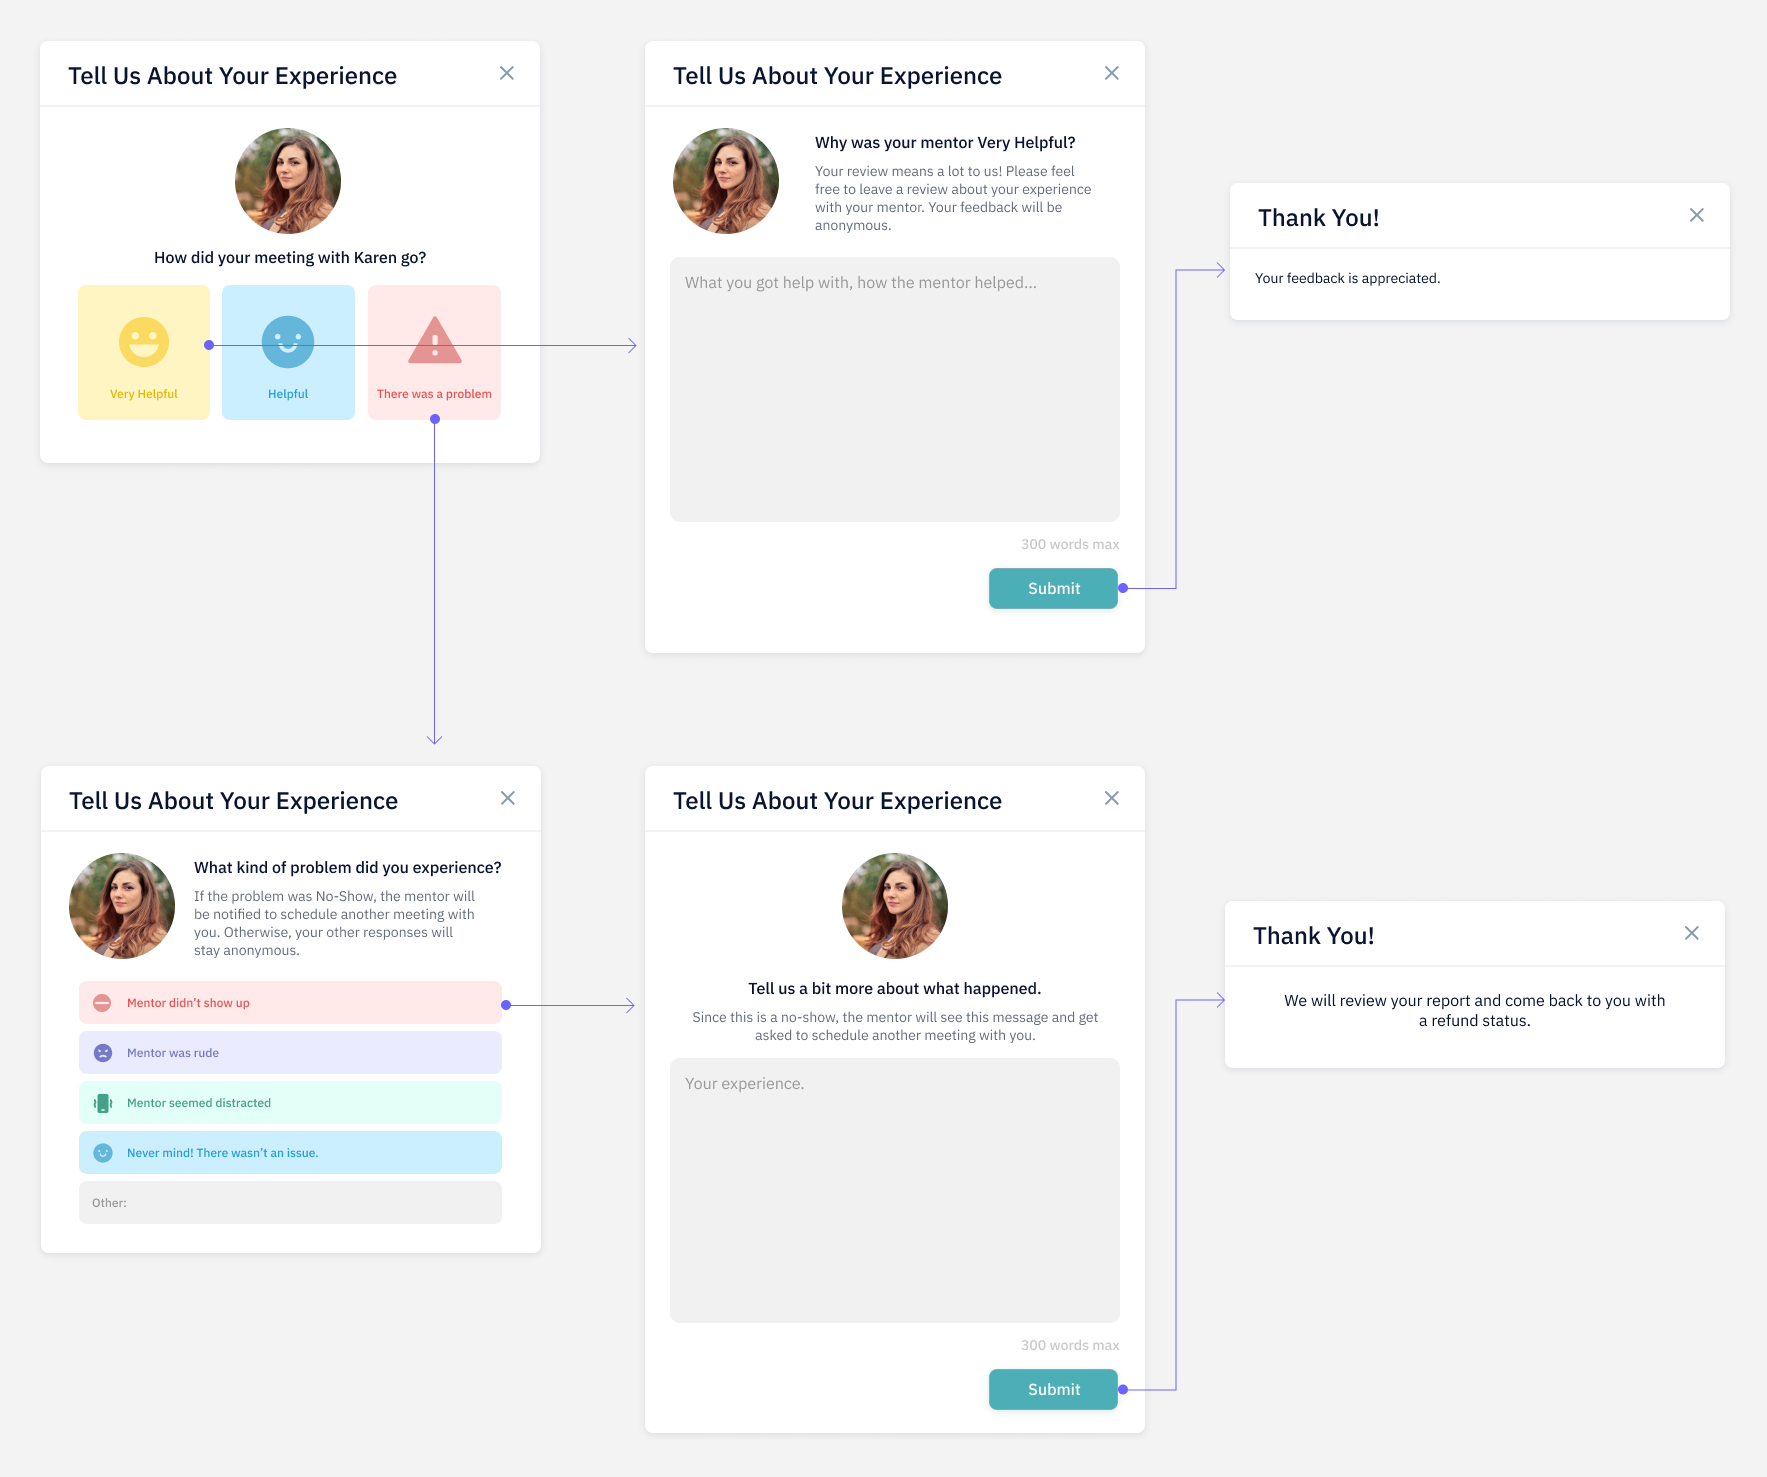 Tell Us About Your Experience
How did your meeting with Karen go?
Very Helpful
Helpful
There was a problem
Tell Us About Your Experience
Why was your mentor Very Helpful?
Your review means a lot to us! Please feel
free to leave a review about your experience
with your mentor. Your feedback will be
anonymous.
What you got help with, how the mentor helped...
300 words max
Submit
Thank You!
Your feedback is appreciated.
Tell Us About Your Experience
What kind of problem did you experience?
If the problem was No-Show, the mentor will
be notified to schedule another meeting with
you. Otherwise, your other responses will
stay anonymous.
Mentor didn't show up
Mentor was rude
Mentor seemed distracted
Never mind! There wasn't an issue.
Other:
Tell Us About Your Experience
Tell us a bit more about what happened.
Since this is a no-show, the mentor will see this message and get
asked to schedule another meeting with you.
Your experience.
300 words max
Submit
Thank You!
We will review your report and come back to you with
a refund status.